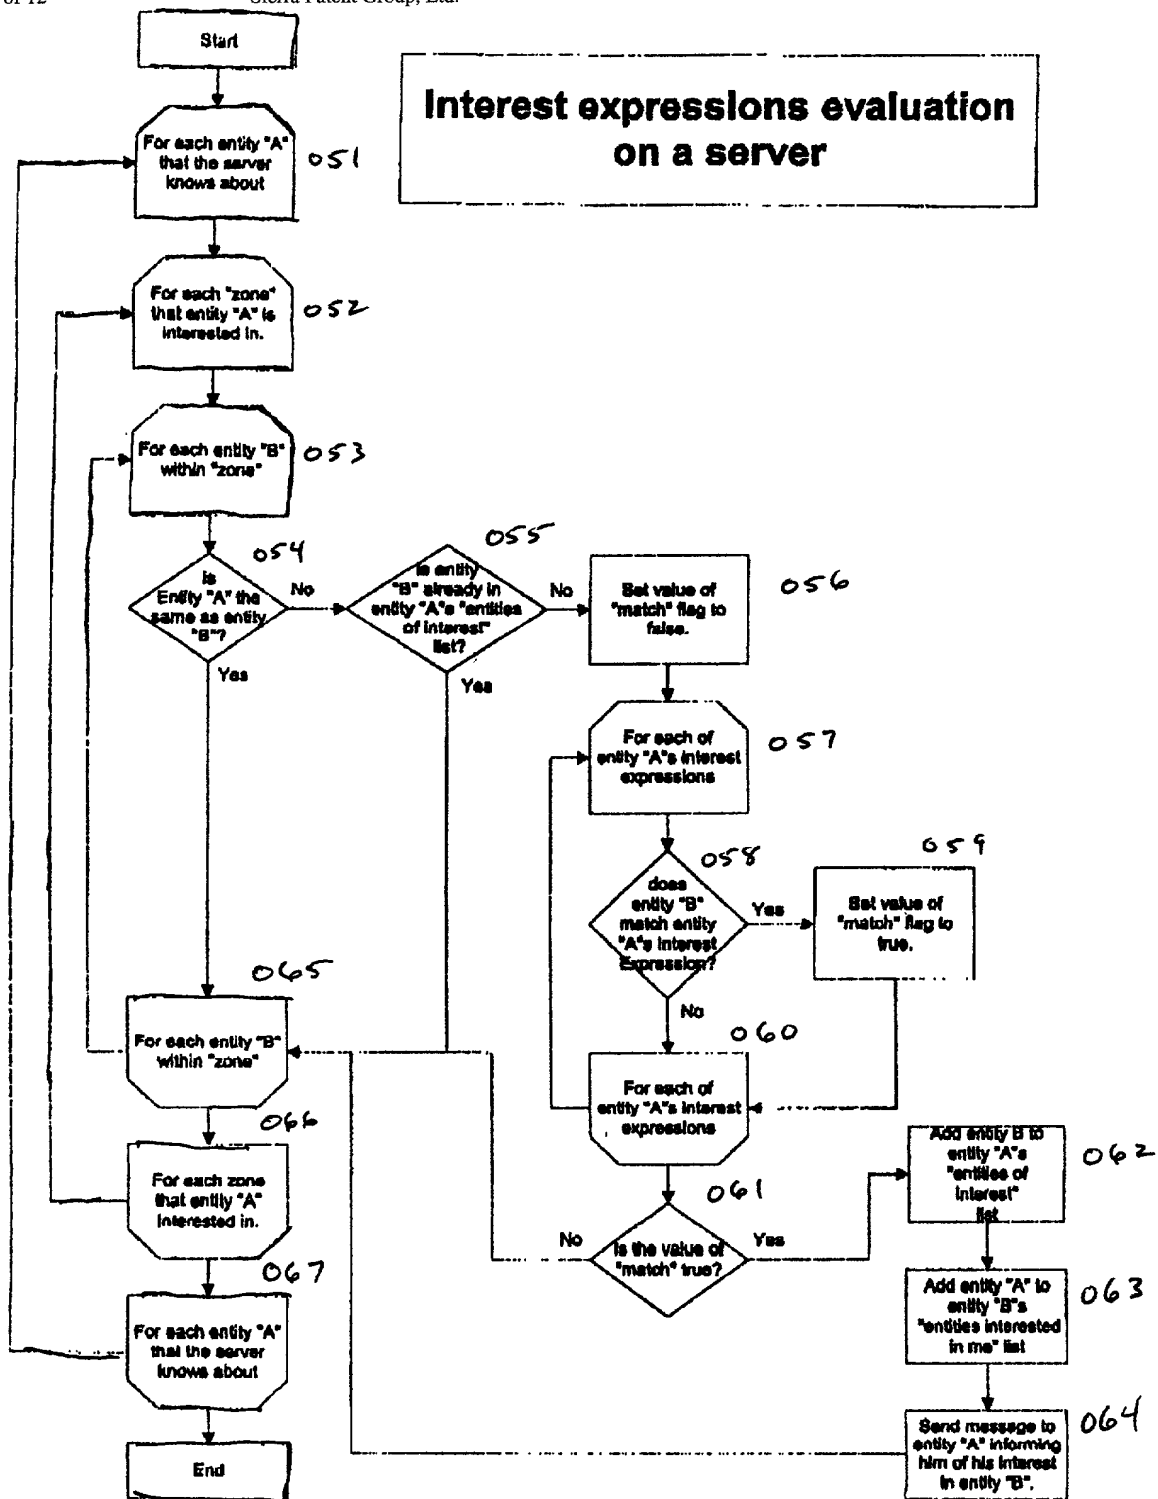 of 12
Sierra Patent Group, Ltd.
Start
Interest expressions evaluation
on a server
For each entity "A"
that the server
knows about
051
For each "zone"
that entity "A" is
interested in.
052
For each entity "B"
within "zone"
053
054
Is
Entity "A" the
same as entity
"B"?
No
Yes
055
Is entity
"B" already in
entity "A"s "entities
of interest"
list?
No
Yes
Set value of
"match" flag to
false.
056
For each of
entity "A"s interest
expressions
057
058
does
entity "B"
match entity
"A"s Interest
Expression?
Yes
No
059
Set value of
"match" flag to
true.
060
For each of
entity "A"s interest
expressions
061
Is the value of
"match" true?
No
Yes
Add entity B to
entity "A"s
"entities of
interest"
list
062
Add entity "A" to
entity "B"s
"entities interested
in me" list
063
Send message to
entity "A" informing
him of his interest
in entity "B".
064
065
For each entity "B"
within "zone"
066
For each zone
that entity "A"
interested in.
067
For each entity "A"
that the server
knows about
End